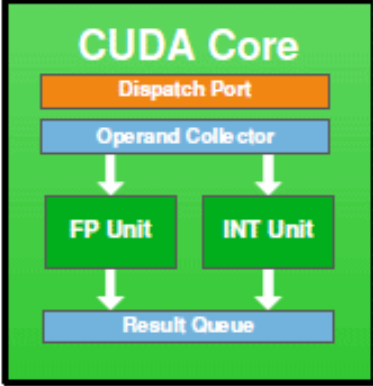 CUDA Core
Dispatch Port
Operand Collector
FP Unit
INT Unit
Result Queue